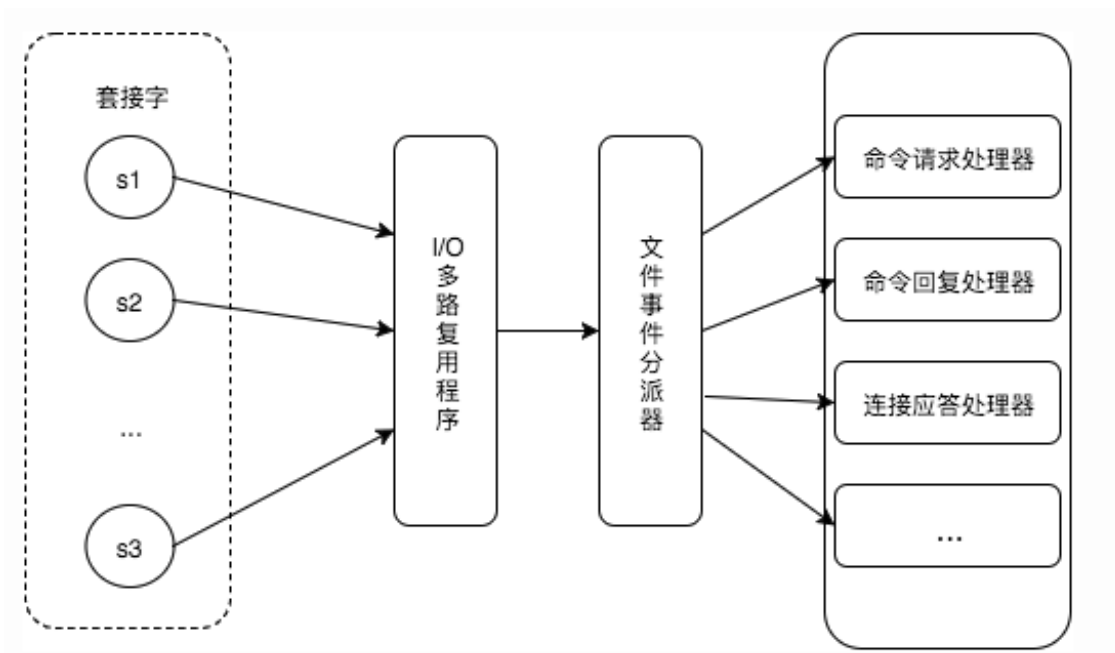 套接字
s1
s2
...
s3
I/O
多
路
复
用
程
序
文
件
事
件
分
派
器
命令请求处理器
命令回复处理器
连接应答处理器
...